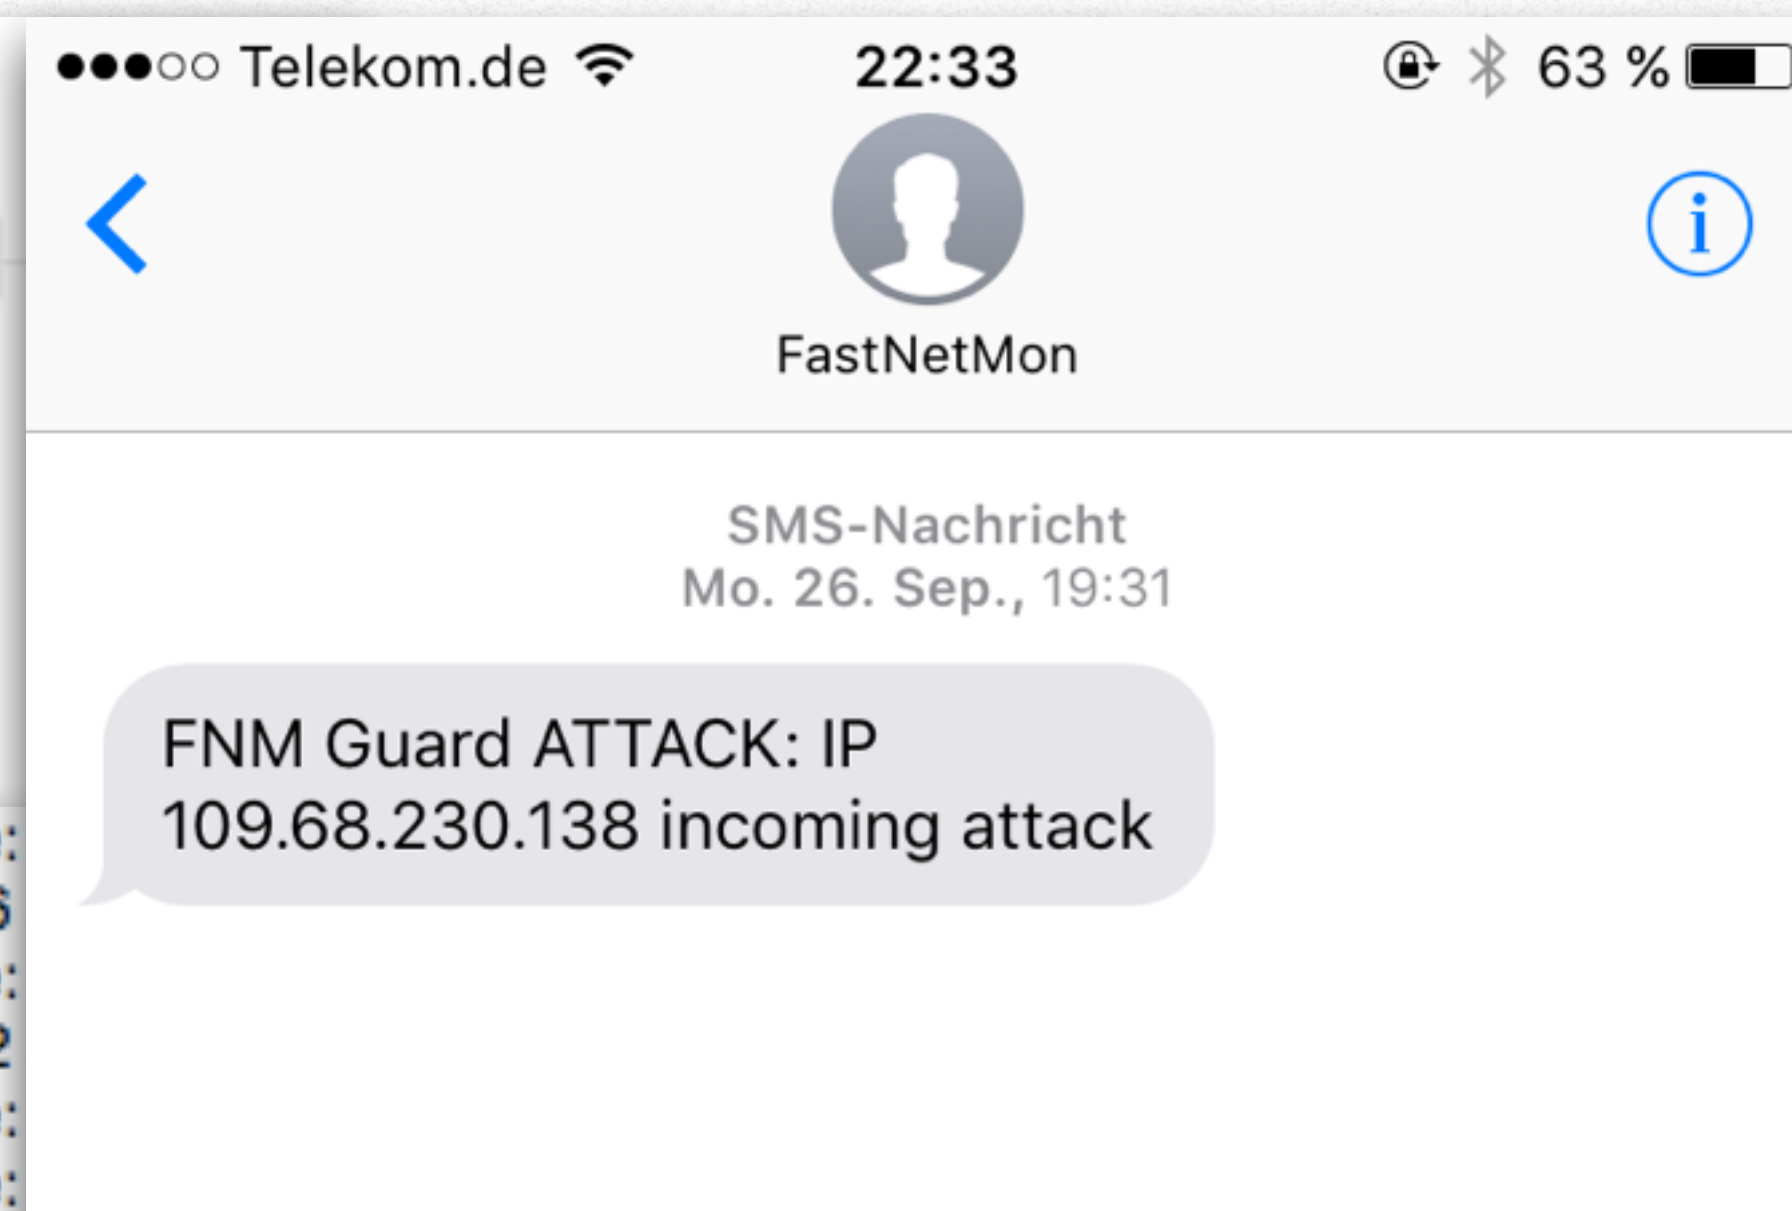 Telekom.de 22:33 63 %
FastNetMon
SMS-Nachricht
Mo. 26. Sep., 19:31
FNM Guard ATTACK: IP
109.68.230.138 incoming attack